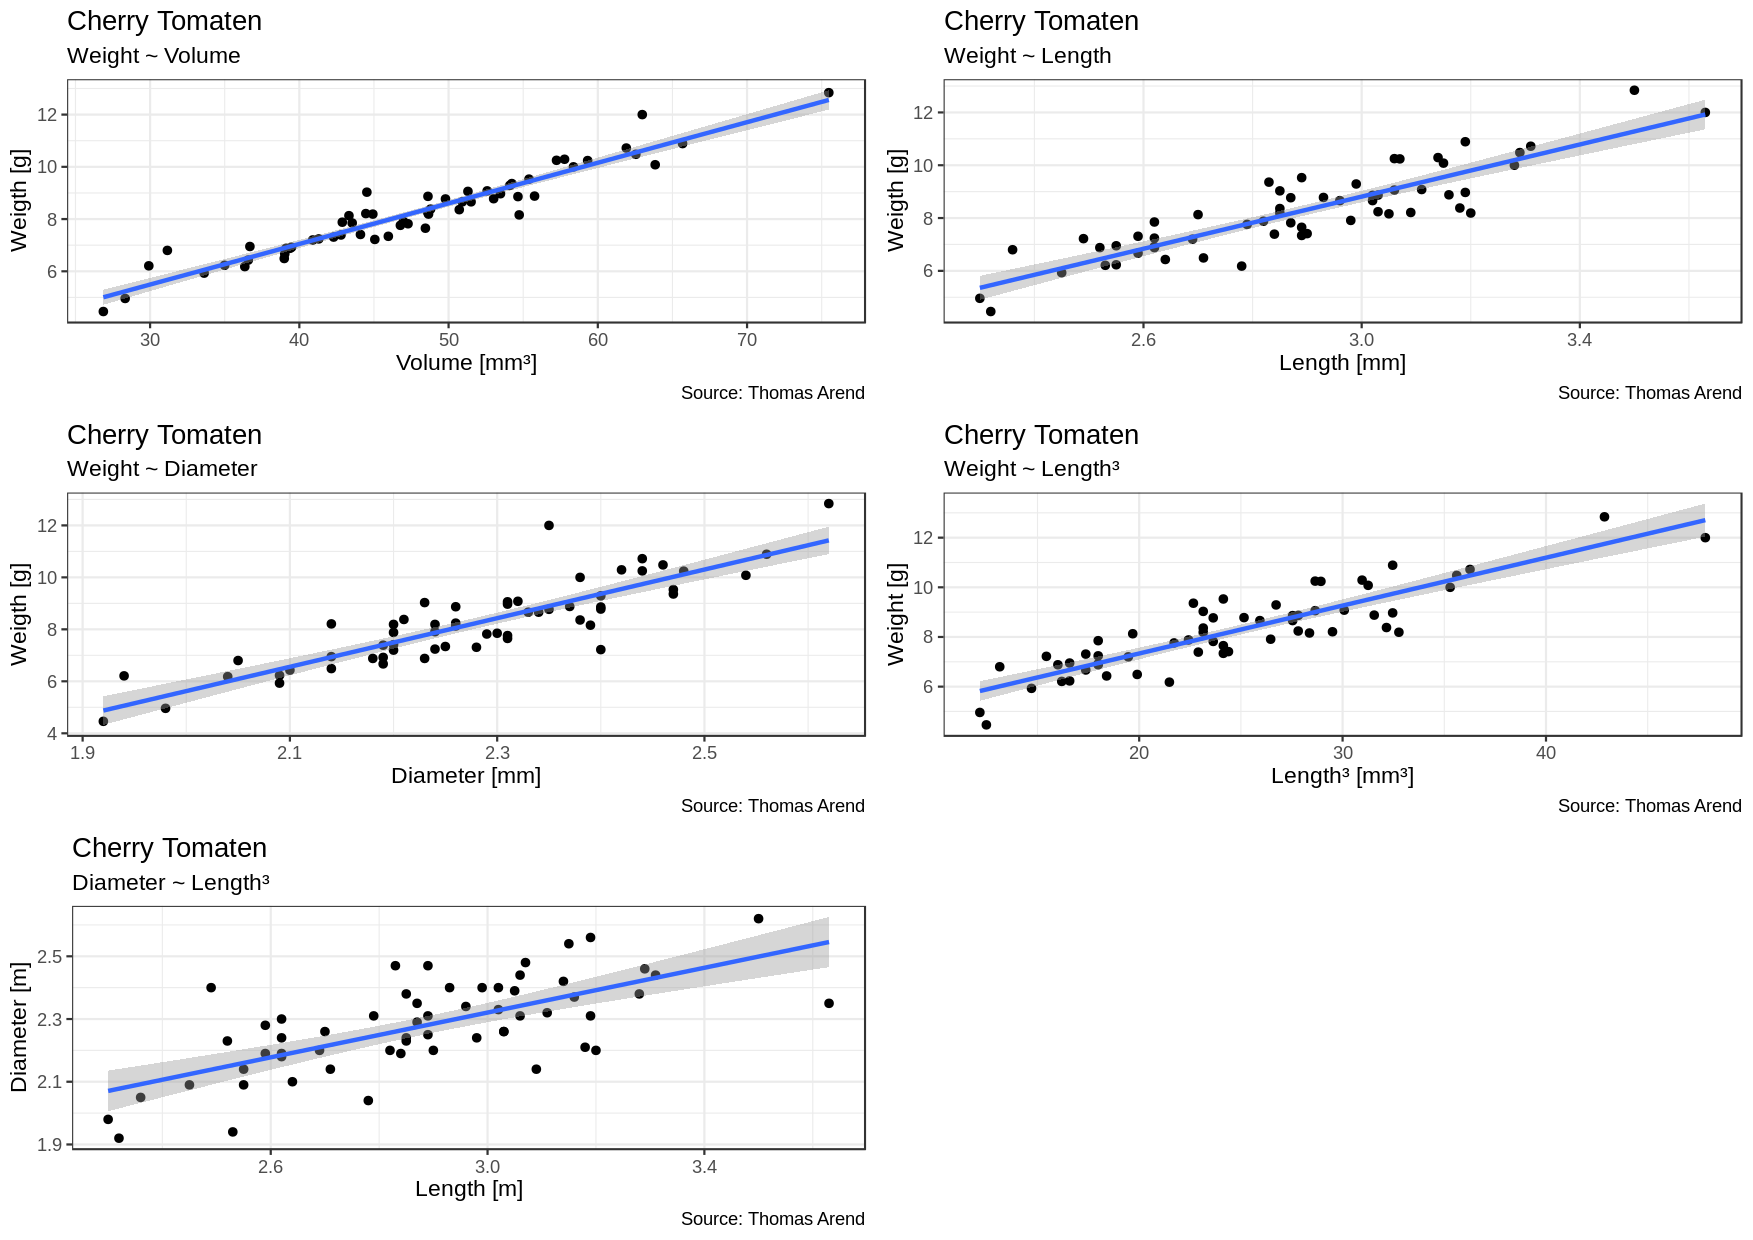 Cherry Tomaten
Weight ~ Volume
Weigth [g]
12
10
8
6
30 40 50 60 70
Volume [mm³]
Source: Thomas Arend
Cherry Tomaten
Weight ~ Length
Weigth [g]
12
10
8
6
2.6 3.0 3.4
Length [mm]
Source: Thomas Arend
Cherry Tomaten
Weight ~ Diameter
Weigth [g]
12
10
8
6
4
1.9 2.1 2.3 2.5
Diameter [mm]
Source: Thomas Arend
Cherry Tomaten
Weight ~ Length³
Weight [g]
12
10
8
6
20 30 40
Length³ [mm³]
Source: Thomas Arend
Cherry Tomaten
Diameter ~ Length³
Diameter [m]
2.5
2.3
2.1
1.9
2.6 3.0 3.4
Length [m]
Source: Thomas Arend